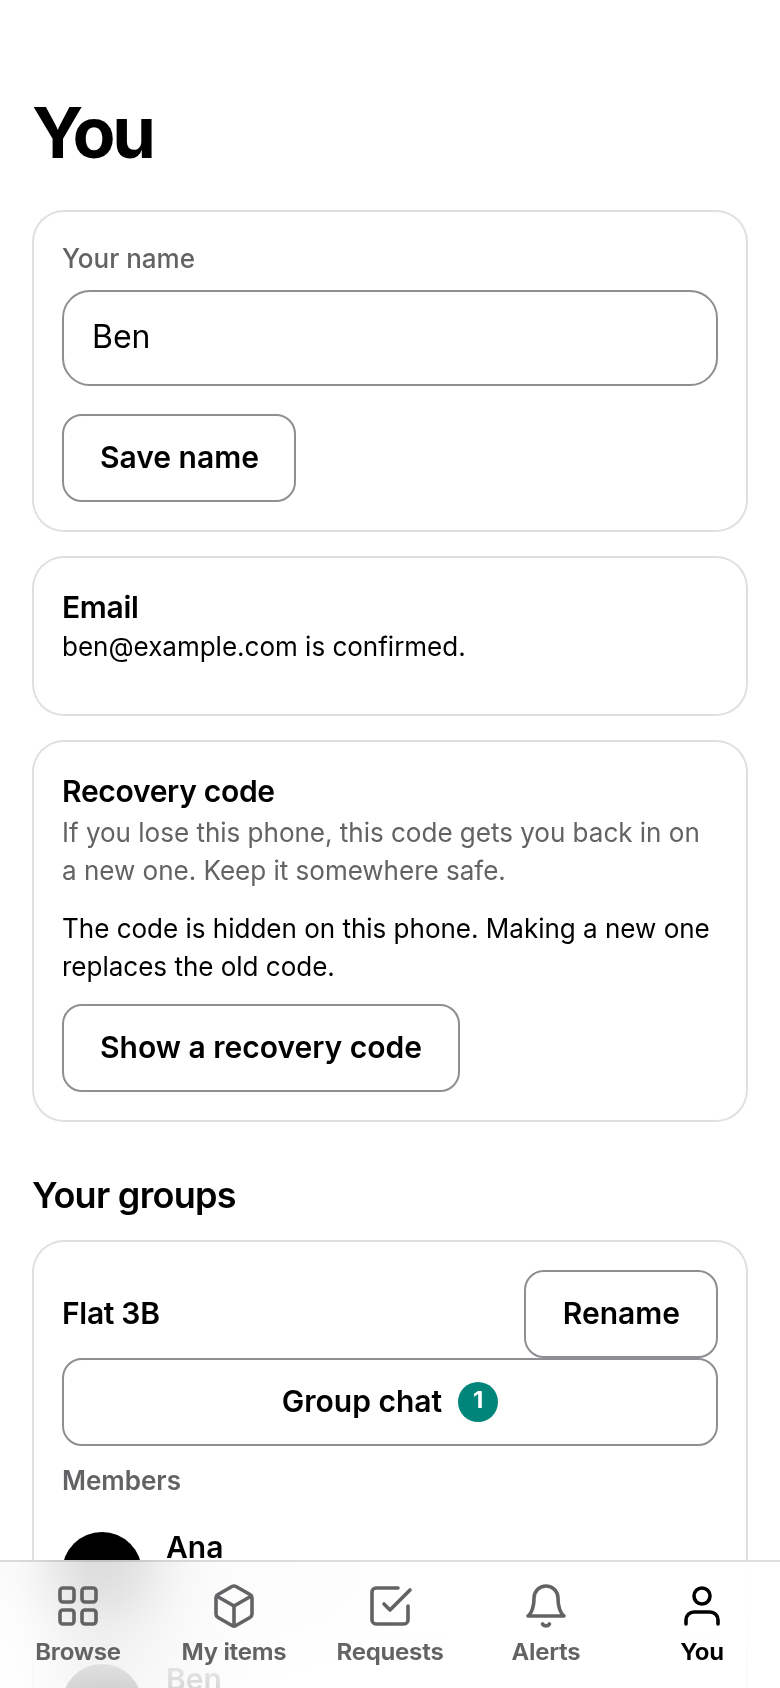 You
Your name
Ben
Save name
Email
ben@example.com is confirmed.
Recovery code
If you lose this phone, this code gets you back in on
a new one. Keep it somewhere safe.
The code is hidden on this phone. Making a new one
replaces the old code.
Show a recovery code
Your groups
Flat 3B
Rename
Group chat 1
Members
Ana
Browse
My items
Requests
Alerts
You
Ben